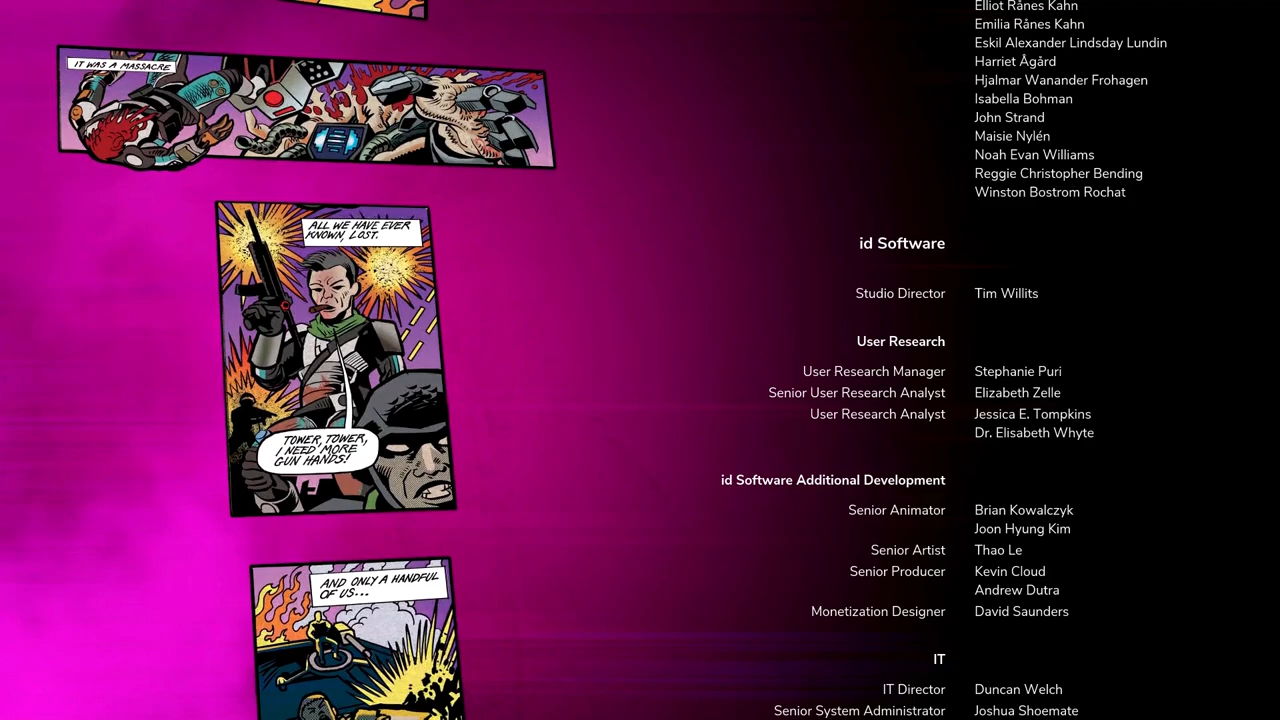 IT WAS A MASSACRE
ALL WE HAVE EVER
KNOWN, LOST.
TOWER, TOWER,
I NEED MORE
GUN HANDS!
AND ONLY A HANDFUL
OF US...
Elliot Rånes Kahn
Emilia Rånes Kahn
Eskil Alexander Lindsday Lundin
Harriet Ågård
Hjalmar Wanander Frohagen
Isabella Bohman
John Strand
Maisie Nylén
Noah Evan Williams
Reggie Christopher Bending
Winston Bostrom Rochat
id Software
Studio Director Tim Willits
User Research
User Research Manager Stephanie Puri
Senior User Research Analyst Elizabeth Zelle
User Research Analyst Jessica E. Tompkins
Dr. Elisabeth Whyte
id Software Additional Development
Senior Animator Brian Kowalczyk
Joon Hyung Kim
Senior Artist Thao Le
Senior Producer Kevin Cloud
Andrew Dutra
Monetization Designer David Saunders
IT
IT Director Duncan Welch
Senior System Administrator Joshua Shoemate